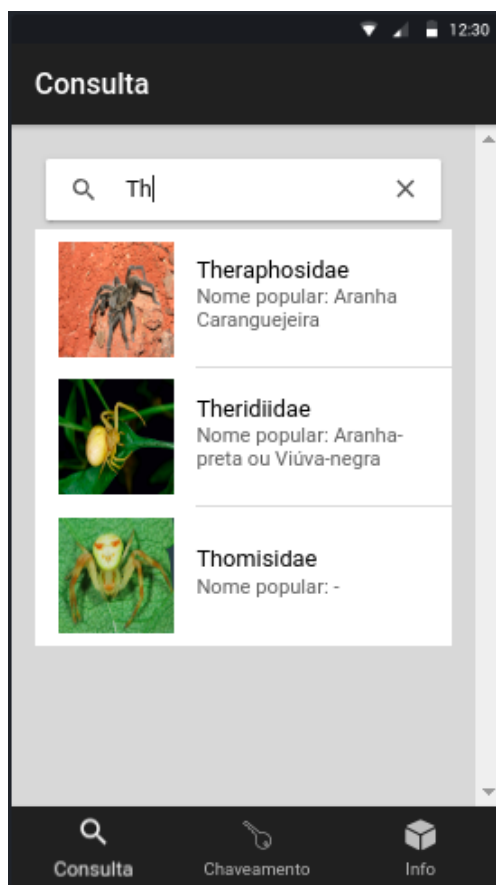 12:30
Consulta
Th
Theraphosidae
Nome popular: Aranha
Caranguejeira
Theridiidae
Nome popular: Aranha-
preta ou Viúva-negra
Thomisidae
Nome popular: -
Consulta
Chaveamento
Info